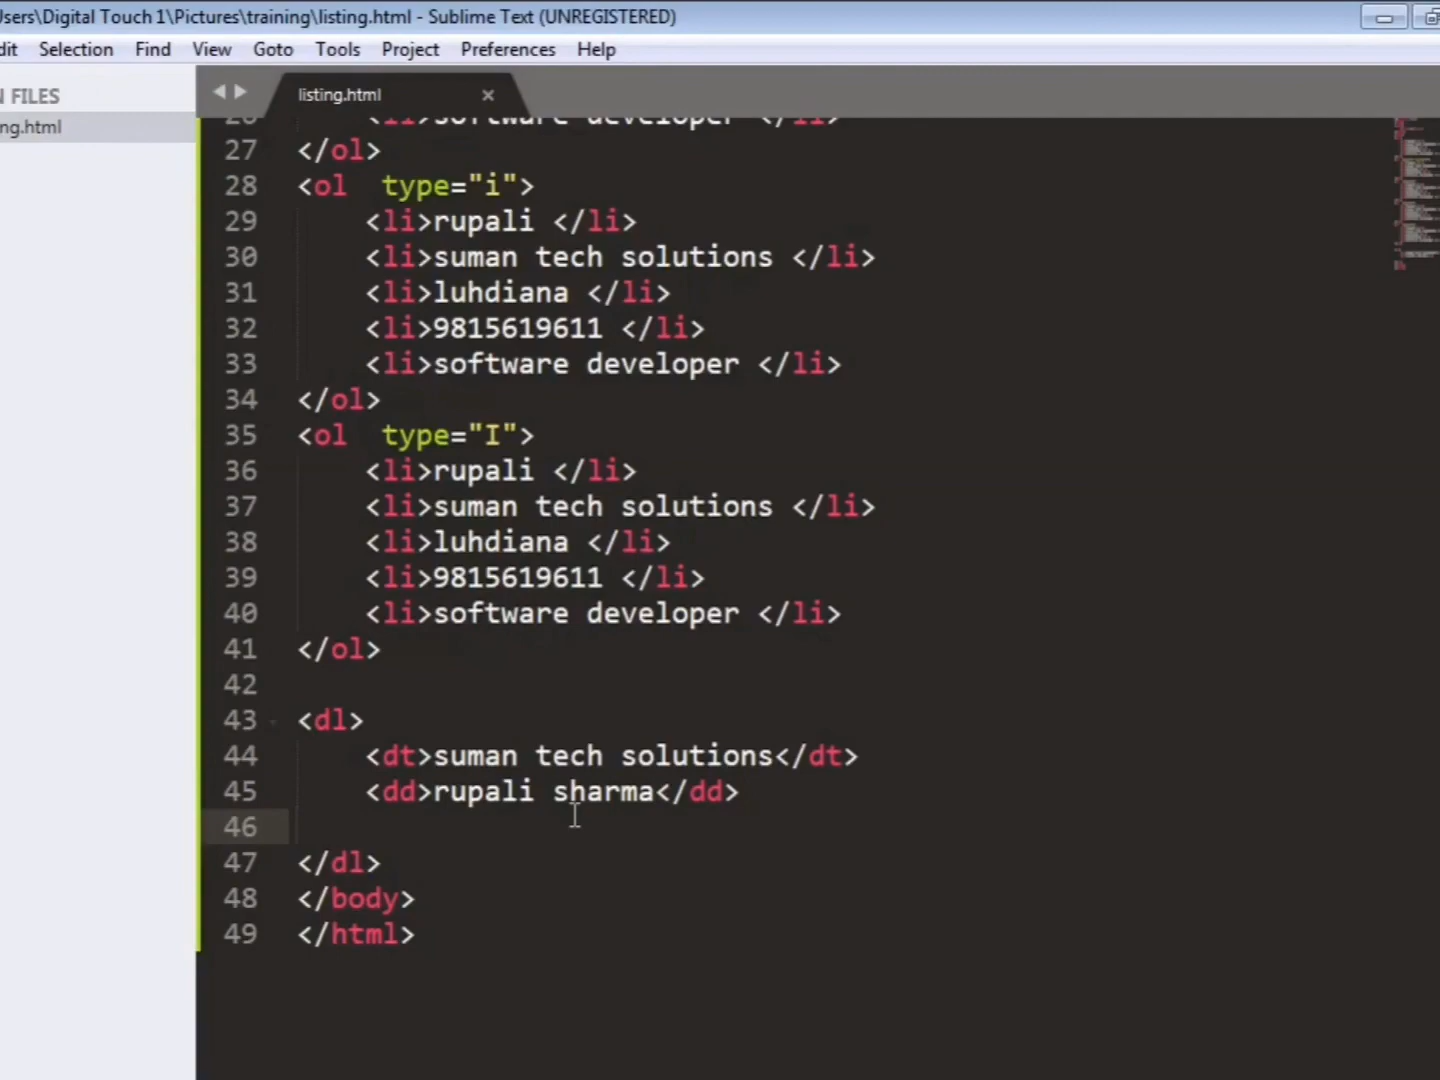 sers\Digital Touch 1\Pictures\training\listing.html - Sublime Text (UNREGISTERED)
dit Selection Find View Goto Tools Project Preferences Help
N FILES
ng.html
listing.html ×
26 <li>software developer </li>
27 </ol>
28 <ol  type="i">
29 <li>rupali </li>
30 <li>suman tech solutions </li>
31 <li>luhdiana </li>
32 <li>9815619611 </li>
33 <li>software developer </li>
34 </ol>
35 <ol  type="I">
36 <li>rupali </li>
37 <li>suman tech solutions </li>
38 <li>luhdiana </li>
39 <li>9815619611 </li>
40 <li>software developer </li>
41 </ol>
42
43 <dl>
44 <dt>suman tech solutions</dt>
45 <dd>rupali sharma</dd>
46
47 </dl>
48 </body>
49 </html>